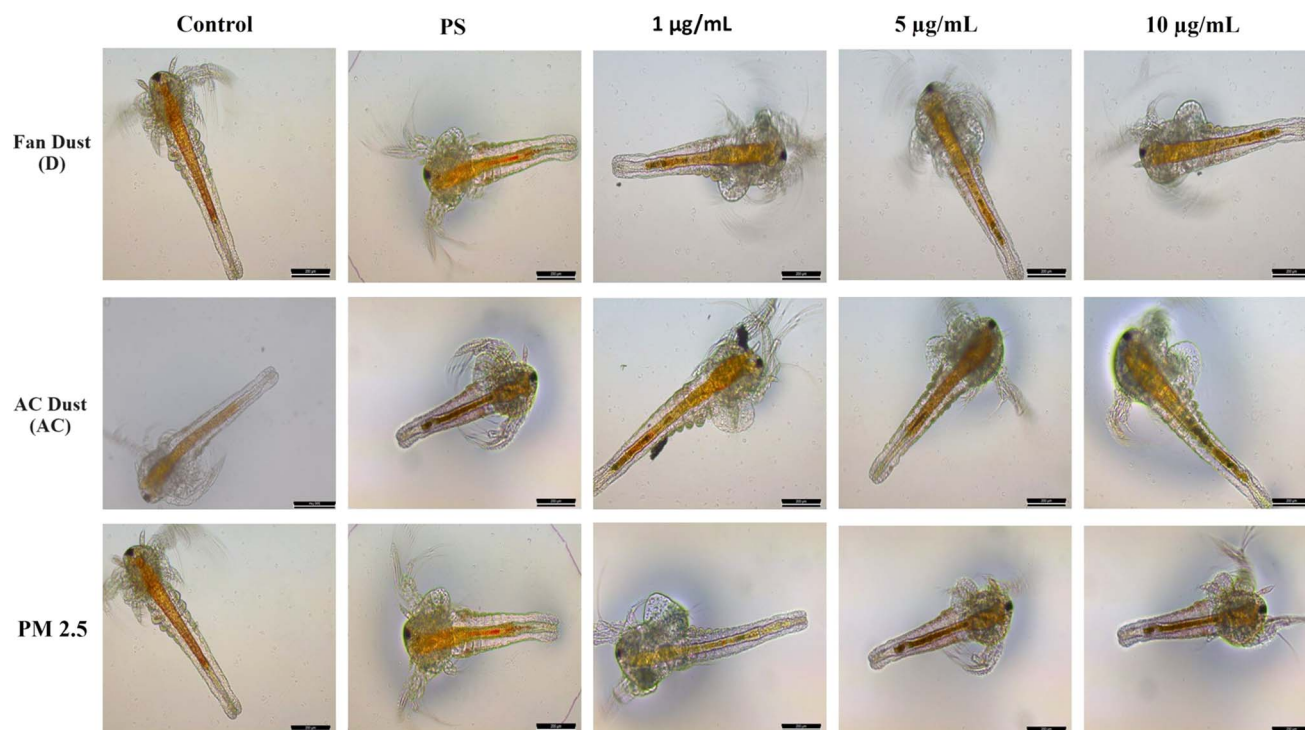 Control PS 1 µg/mL 5 µg/mL 10 µg/mL
Fan Dust
(D)
AC Dust
(AC)
PM 2.5